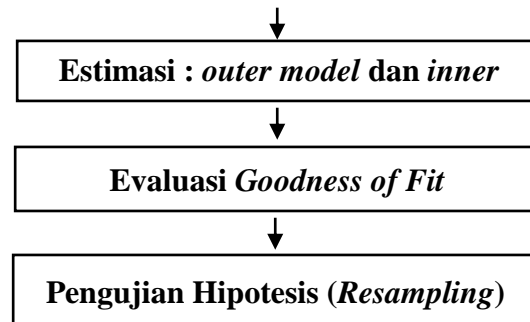 Estimasi : outer model dan inner
Evaluasi Goodness of Fit
Pengujian Hipotesis (Resampling)